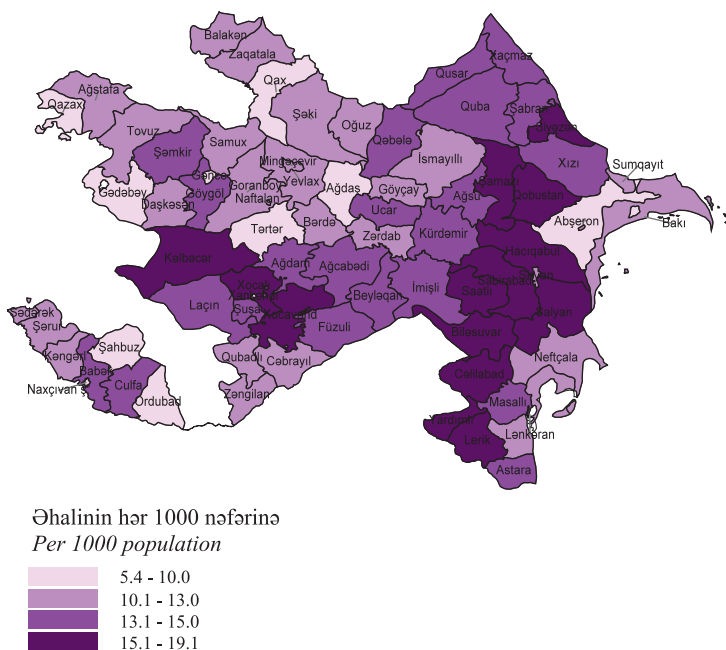 Balakən
Zaqatala
Qax
Ağstafa
Qazax
Şəki
Oğuz
Tovuz
Şəmkir
Samux
Qəbələ
İsmayıllı
Qusar
Xaçmaz
Quba
Şabran
Siyəzən
Xızı
Sumqayıt
Gədəbəy
Daşkəsən
Gəncə
Göygöl
Goranboy
Naftalan
Mingəçevir
Yevlax
Ağdaş
Göyçay
Ucar
Ağsu
Şamaxı
Qobustan
Abşeron
Bakı
Tərtər
Bərdə
Zərdab
Kürdəmir
Hacıqabul
Kəlbəcər
Ağdam
Ağcabədi
Xocalı
Laçın
Şuşa
Xocavənd
Beyləqan
İmişli
Saatlı
Sabirabad
Şirvan
Salyan
Füzuli
Biləsuvar
Neftçala
Qubadlı
Cəbrayıl
Zəngilan
Cəlilabad
Masallı
Yardımlı
Lerik
Lənkəran
Astara
Sədərək
Şərur
Kəngərli
Şahbuz
Babək
Culfa
Naxçıvan ş
Ordubad
Əhalinin hər 1000 nəfərinə
Per 1000 population
5.4 - 10.0
10.1 - 13.0
13.1 - 15.0
15.1 - 19.1